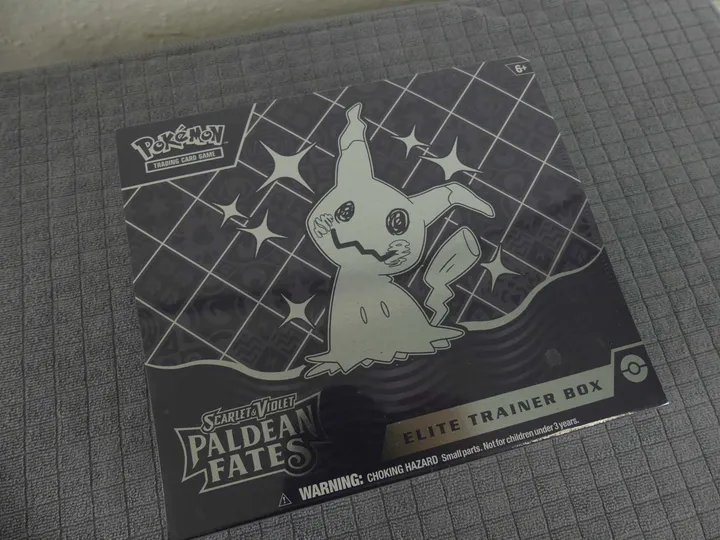 6+
POKéMON
TRADING CARD GAME
SCARLET & VIOLET
PALDEAN
FATES
ELITE TRAINER BOX
WARNING: CHOKING HAZARD Small parts. Not for children under 3 years.